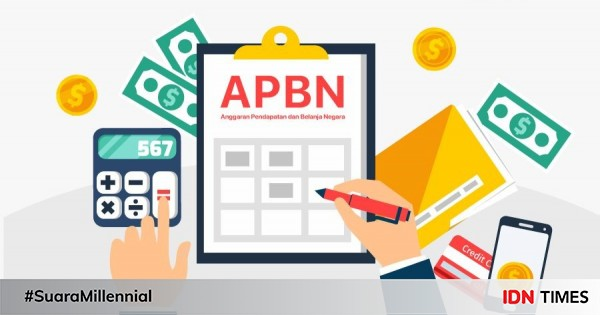 APBN
Anggaran Pendapatan dan Belanja Negara
567
+ −
× ÷ =
Credit C
#SuaraMillennial
IDN TIMES